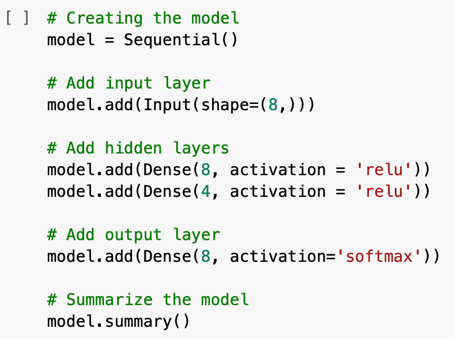 [ ] # Creating the model
model = Sequential()
# Add input layer
model.add(Input(shape=(8,)))
# Add hidden layers
model.add(Dense(8, activation = 'relu'))
model.add(Dense(4, activation = 'relu'))
# Add output layer
model.add(Dense(8, activation='softmax'))
# Summarize the model
model.summary()